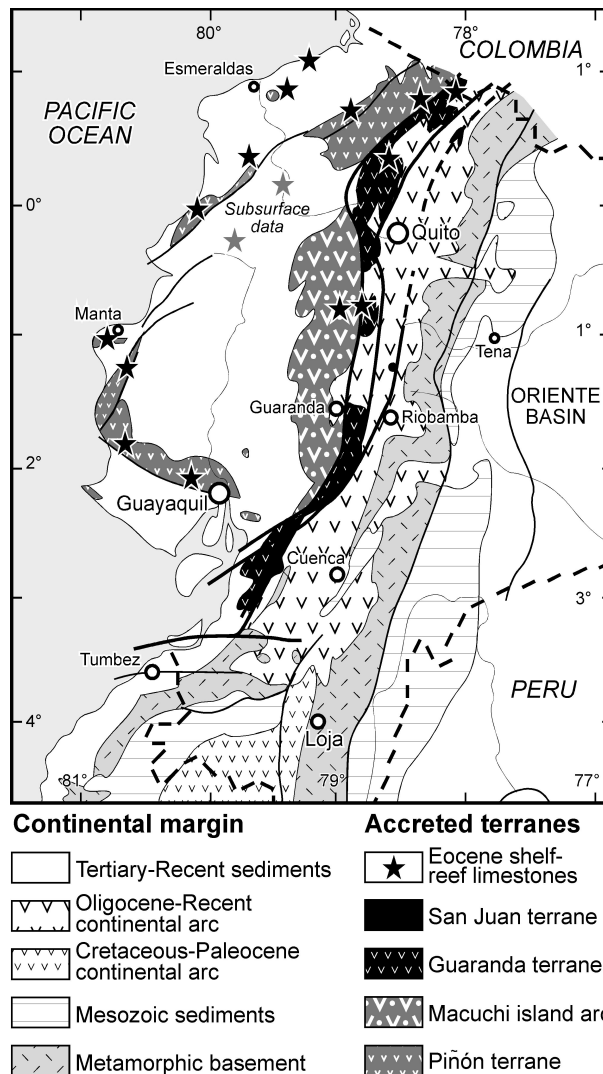 80°
78°
COLOMBIA
Esmeraldas
1°
PACIFIC
OCEAN
Subsurface
data
0°
Quito
Manta
1°
Tena
ORIENTE
BASIN
Guaranda
Riobamba
2°
Guayaquil
Cuenca
3°
Tumbez
PERU
4°
Loja
81°
79°
77°
Continental margin
Tertiary-Recent sediments
Oligocene-Recent
continental arc
Cretaceous-Paleocene
continental arc
Mesozoic sediments
Metamorphic basement
Accreted terranes
Eocene shelf-
reef limestones
San Juan terrane
Guaranda terrane
Macuchi island arc
Piñón terrane